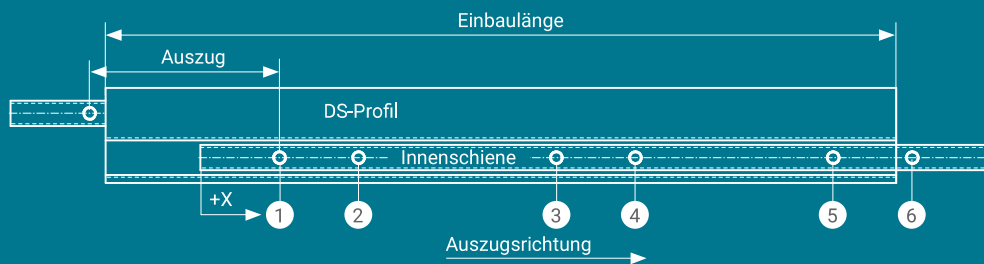 Einbaulänge
Auszug
DS-Profil
Innenschiene
+X
1 2 3 4 5 6
Auszugsrichtung